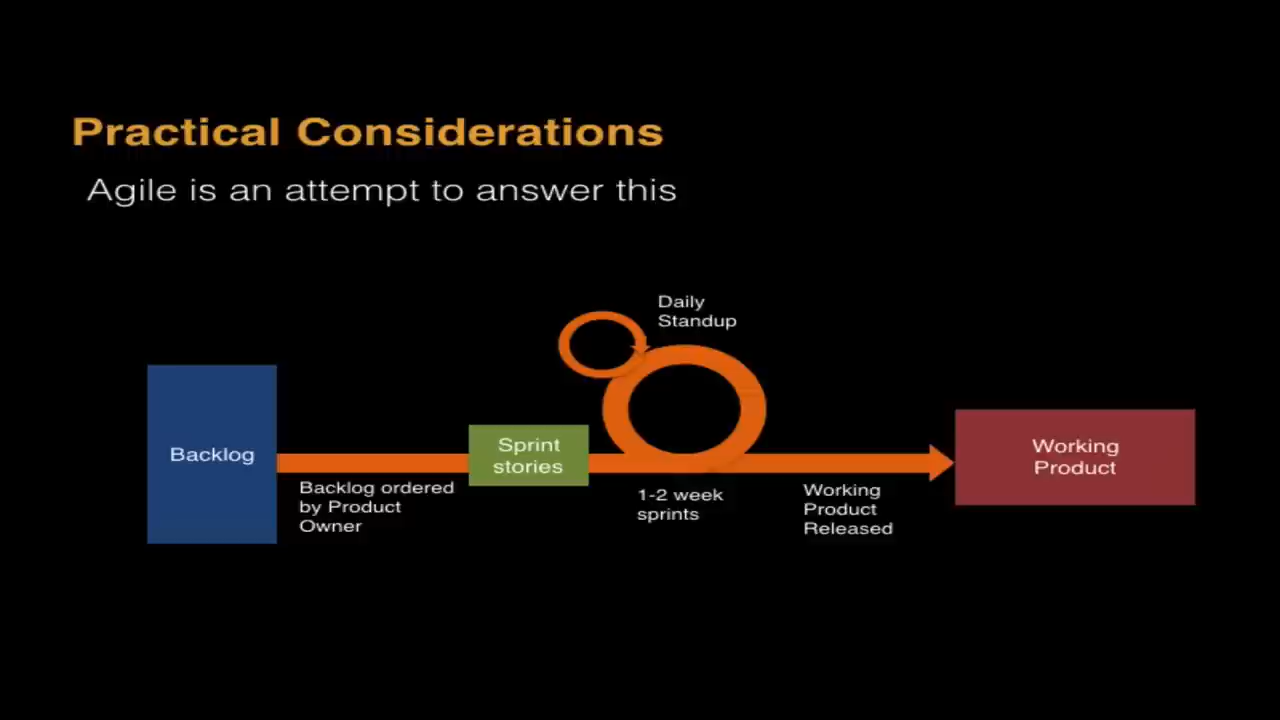 Practical Considerations
Agile is an attempt to answer this
Daily
Standup
Backlog
Sprint
stories
Working
Product
Backlog ordered
by Product
Owner
1-2 week
sprints
Working
Product
Released